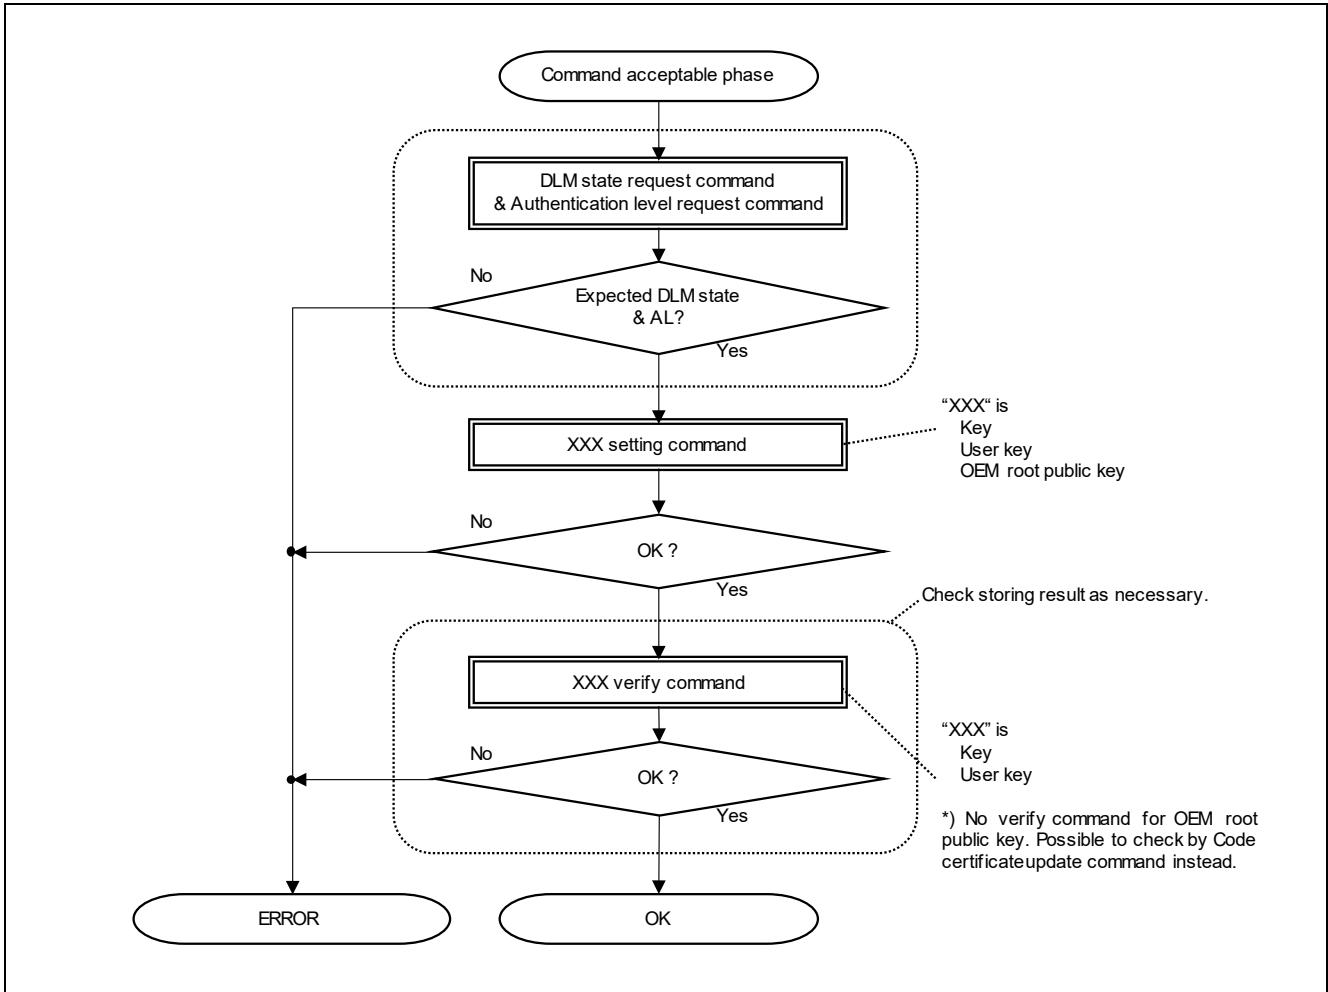 Command acceptable phase
DLM state request command
& Authentication level request command
No
Expected DLM state
& AL?
Yes
"XXX" is
Key
User key
OEM root public key
XXX setting command
No
OK ?
Yes
Check storing result as necessary.
XXX verify command
No
OK ?
Yes
"XXX" is
Key
User key
*) No verify command for OEM root
public key. Possible to check by Code
certificate update command instead.
ERROR
OK